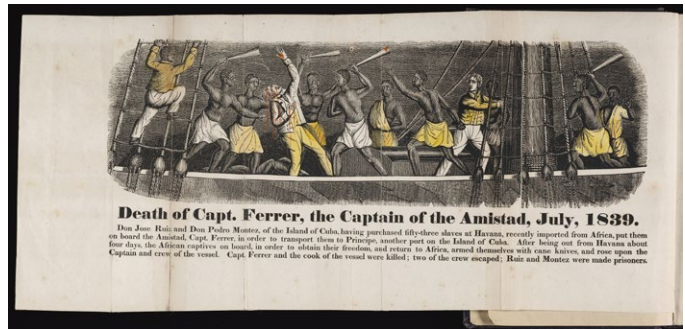 Death of Capt. Ferrer, the Captain of the Amistad, July, 1839.
Don Jose Ruiz and Don Pedro Montez, of the Island of Cuba, having purchased fifty-three slaves at Havana, recently imported from Africa, put them
on board the Amistad, Capt. Ferrer, in order to transport them to Principe, another port on the Island of Cuba. After being out from Havana about
four days, the African captives on board, in order to obtain their freedom, and return to Africa, armed themselves with cane knives, and rose upon the
Captain and crew of the vessel. Capt. Ferrer and the cook of the vessel were killed; two of the crew escaped; Ruiz and Montez were made prisoners.